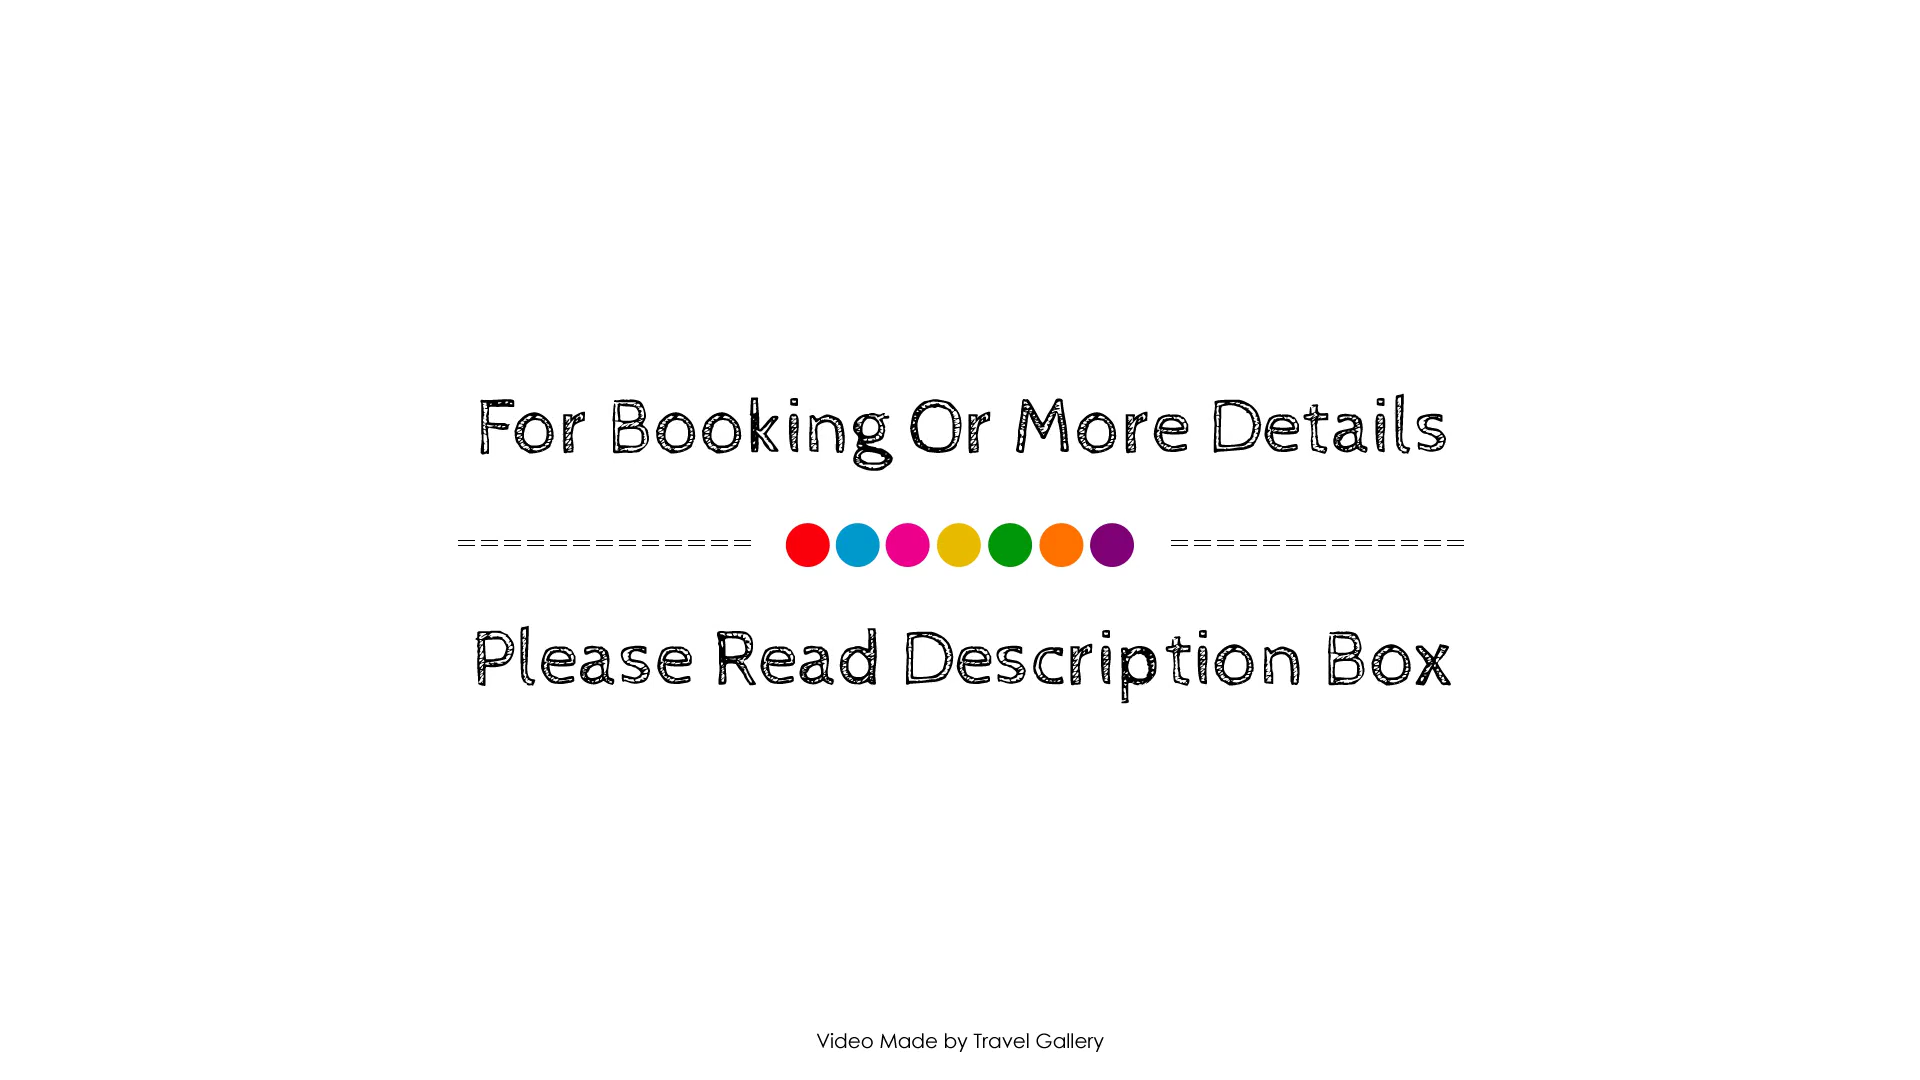 For Booking Or More Details
============= =============
Please Read Description Box
Video Made by Travel Gallery